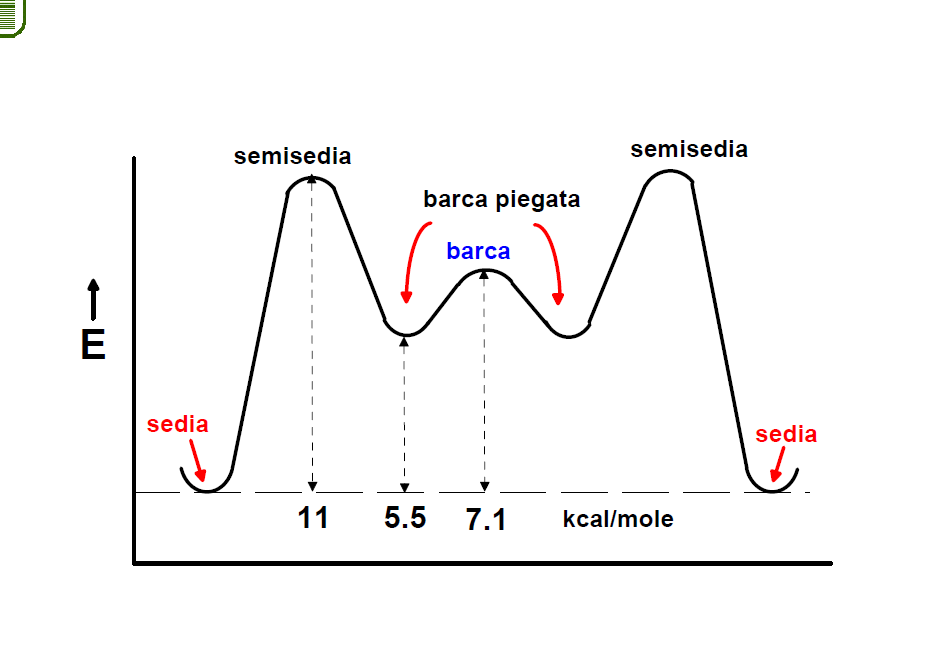 semisedia
semisedia
barca piegata
barca
E
sedia
sedia
11 5.5 7.1 kcal/mole